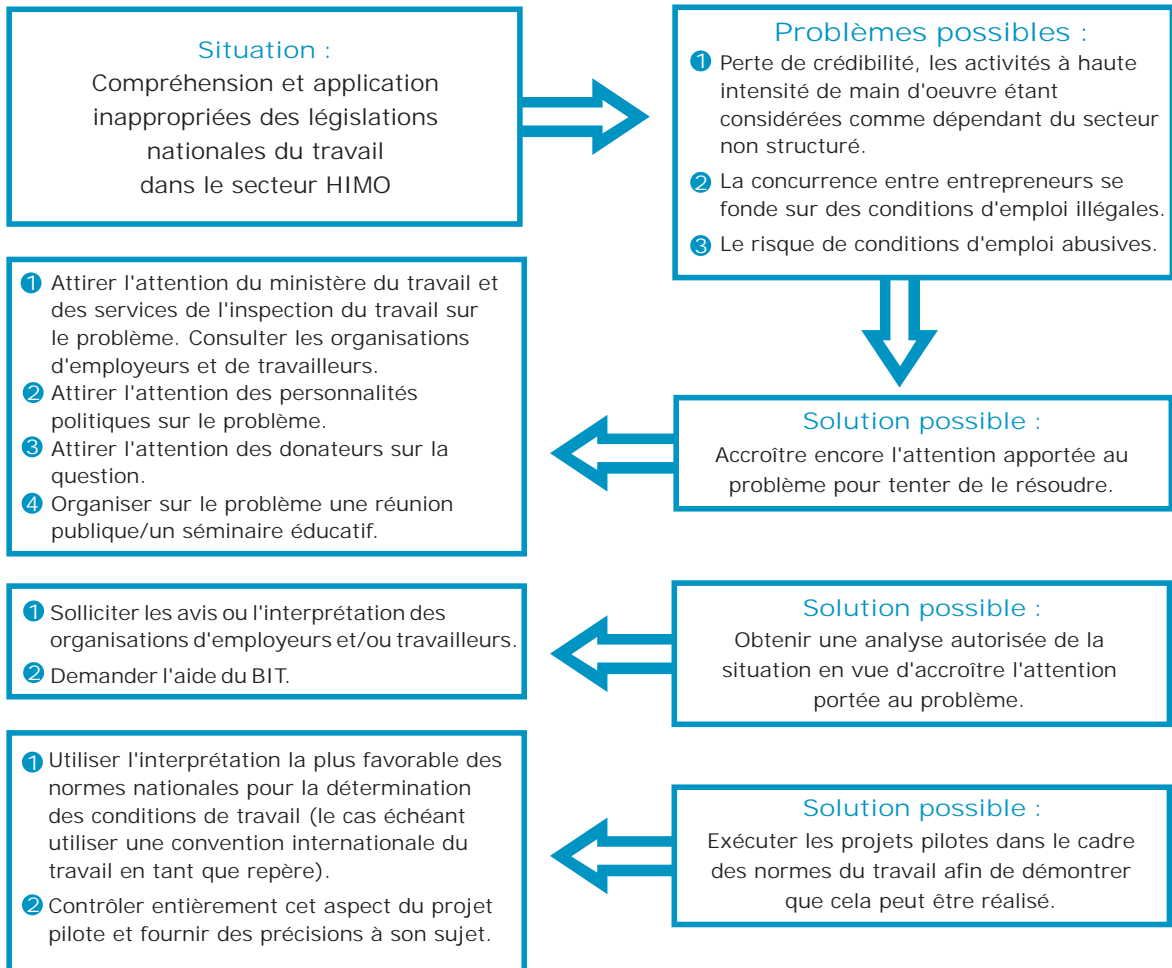 Situation :
Compréhension et application
inappropriées des législations
nationales du travail
dans le secteur HIMO
Problèmes possibles :
1 Perte de crédibilité, les activités à haute
intensité de main d'oeuvre étant
considérées comme dépendant du secteur
non structuré.
2 La concurrence entre entrepreneurs se
fonde sur des conditions d'emploi illégales.
3 Le risque de conditions d'emploi abusives.
Solution possible :
Accroître encore l'attention apportée au
problème pour tenter de le résoudre.
1 Attirer l'attention du ministère du travail et
des services de l'inspection du travail sur
le problème. Consulter les organisations
d'employeurs et de travailleurs.
2 Attirer l'attention des personnalités
politiques sur le problème.
3 Attirer l'attention des donateurs sur la
question.
4 Organiser sur le problème une réunion
publique/un séminaire éducatif.
Solution possible :
Obtenir une analyse autorisée de la
situation en vue d'accroître l'attention
portée au problème.
1 Solliciter les avis ou l'interprétation des
organisations d'employeurs et/ou travailleurs.
2 Demander l'aide du BIT.
Solution possible :
Exécuter les projets pilotes dans le cadre
des normes du travail afin de démontrer
que cela peut être réalisé.
1 Utiliser l'interprétation la plus favorable des
normes nationales pour la détermination
des conditions de travail (le cas échéant
utiliser une convention internationale du
travail en tant que repère).
2 Contrôler entièrement cet aspect du projet
pilote et fournir des précisions à son sujet.